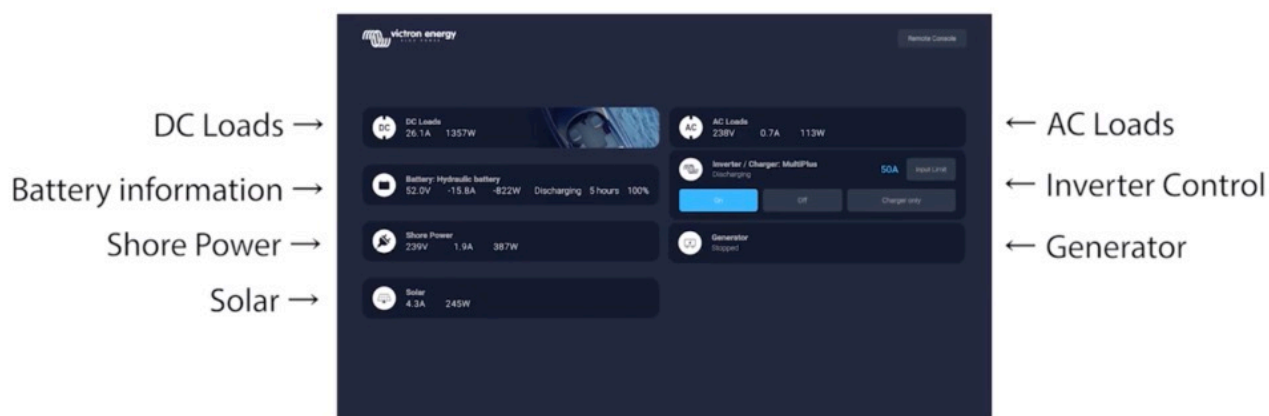 victron energy
BLUE POWER
Remote Console
DC Loads →
DC
DC Loads
26.1A 1357W
AC
AC Loads
238V 0.7A 113W
← AC Loads
Battery information →
Battery: Hydraulic battery
52.0V -15.8A -822W Discharging 5 hours 100%
Inverter / Charger: MultiPlus
Discharging
50A
Input Limit
On
Off
Charger only
← Inverter Control
Shore Power →
Shore Power
239V 1.9A 387W
Generator
Stopped
← Generator
Solar →
Solar
4.3A 245W